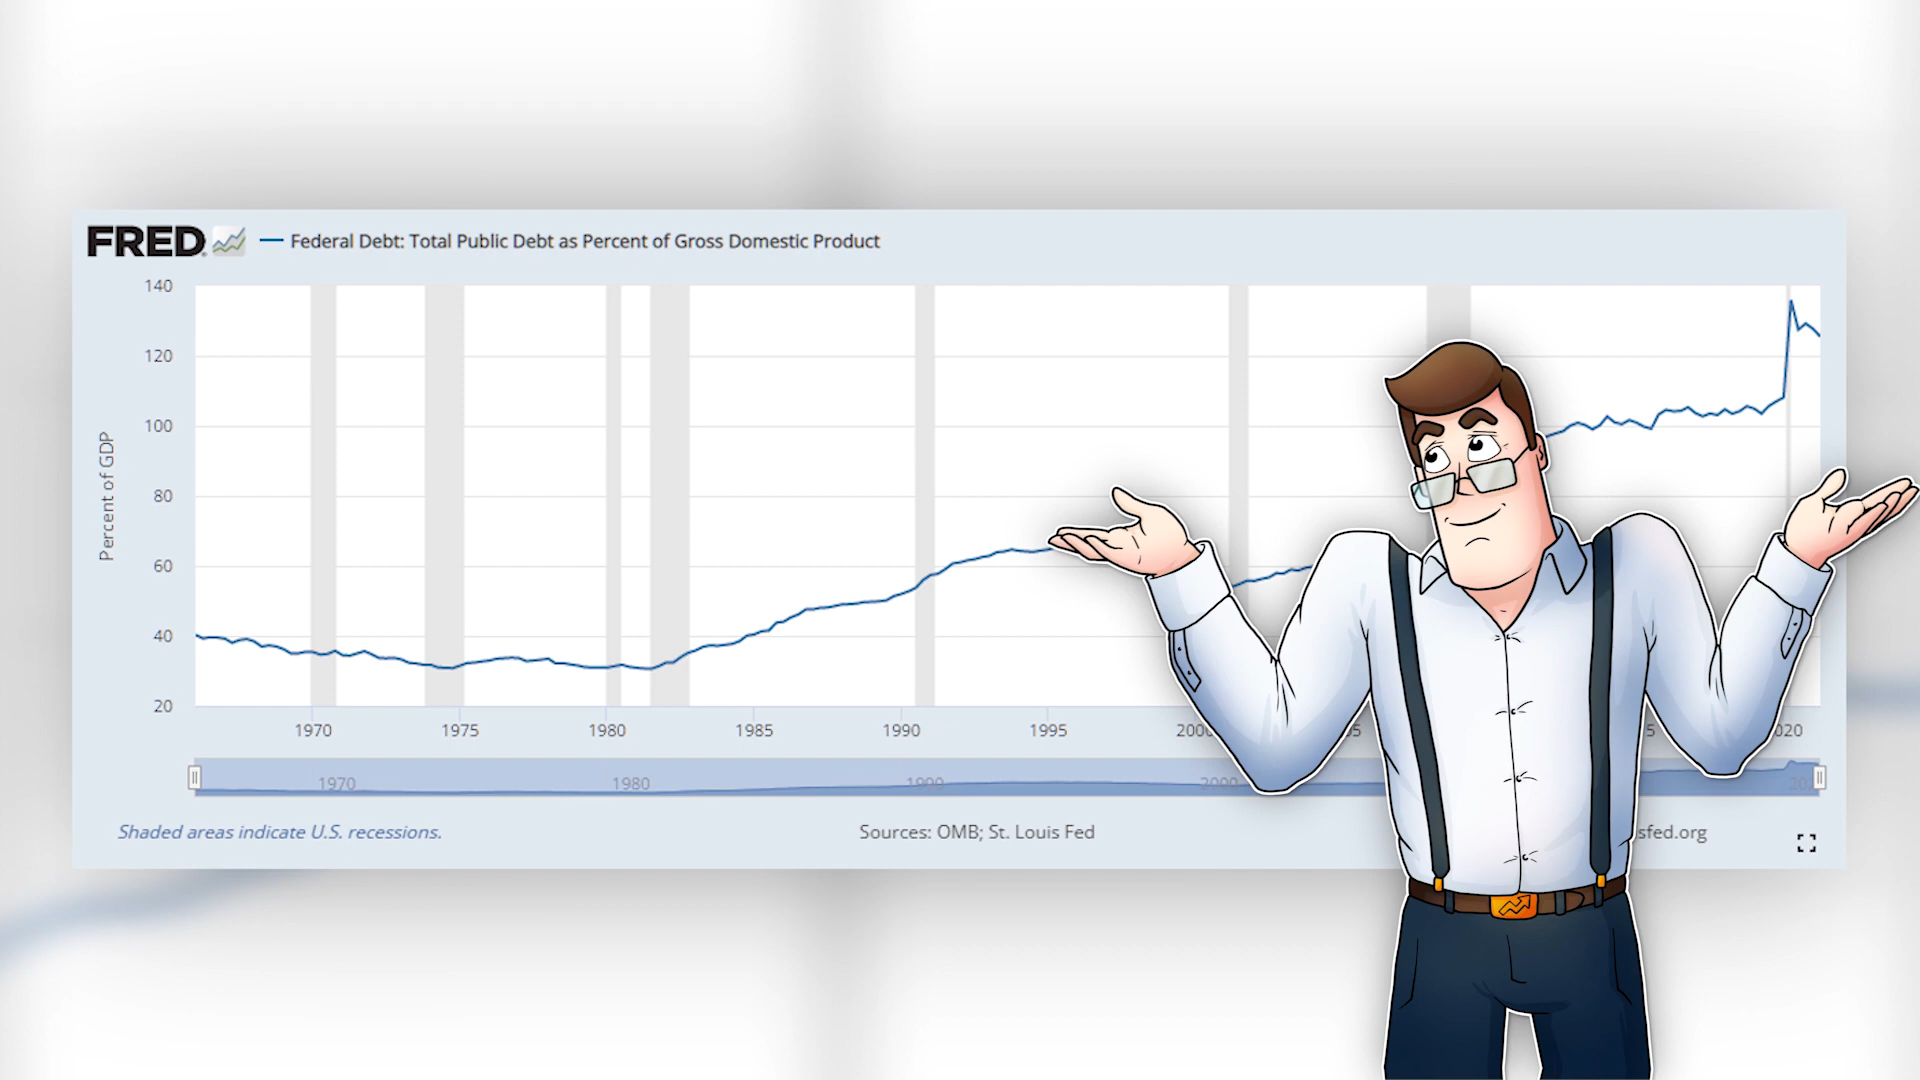 FRED
Federal Debt: Total Public Debt as Percent of Gross Domestic Product
140
120
100
80
60
40
20
Percent of GDP
1970 1975 1980 1985 1990 1995
1970 1980 1990 2000
Shaded areas indicate U.S. recessions.
Sources: OMB; St. Louis Fed
sfed.org